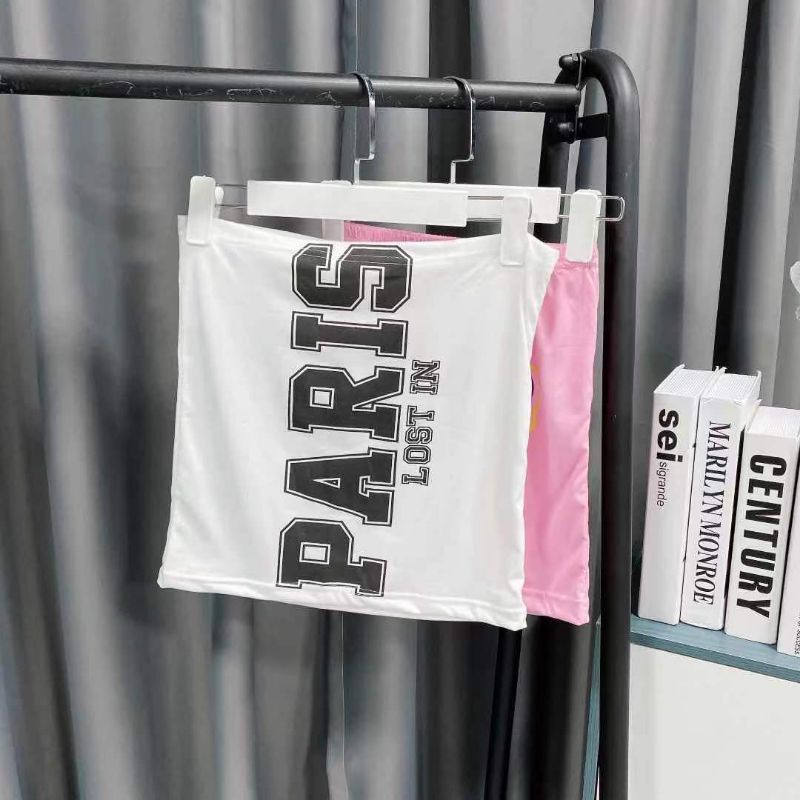 PARIS
LOST IN
sei
sigrande
MARILYN MONROE
CENTURY